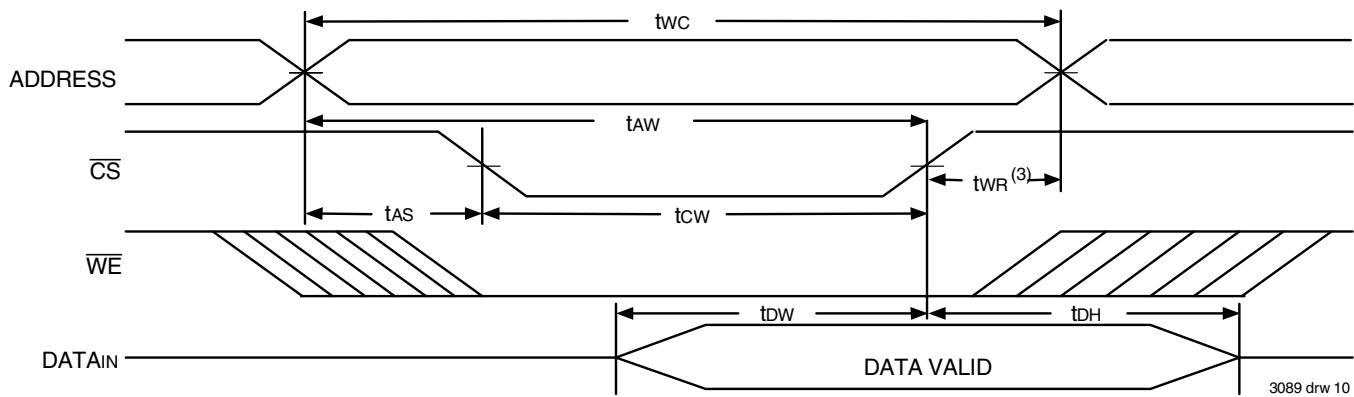 tWC
ADDRESS
tAW
CS
tWR (3)
tAS
tCW
WE
tDW
tDH
DATAIN
DATA VALID
3089 drw 10